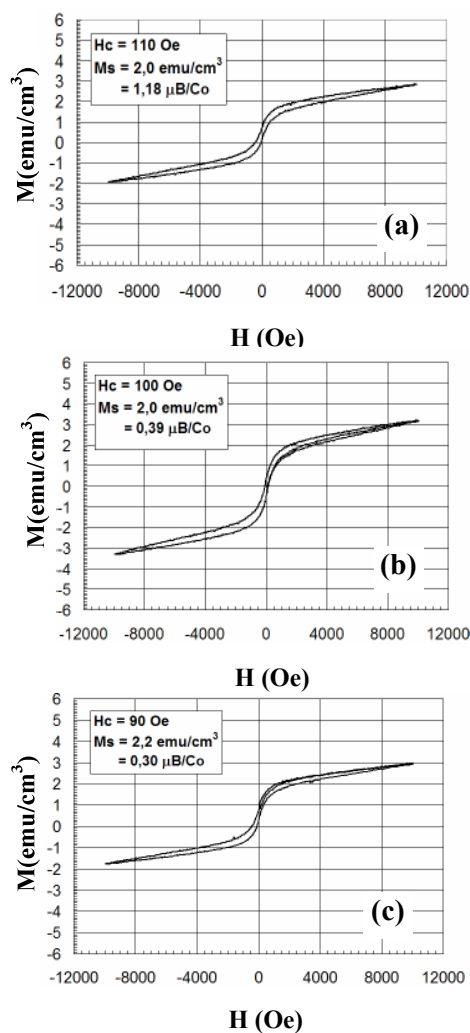 Hc = 110 Oe
Ms = 2,0 emu/cm³
= 1,18 µB/Co
M(emu/cm³)
6
5
4
3
2
1
0
-1
-2
-3
-4
-5
-6
(a)
-12000 -8000 -4000 0 4000 8000 12000
H (Oe)
Hc = 100 Oe
Ms = 2,0 emu/cm³
= 0,39 µB/Co
M(emu/cm³)
6
5
4
3
2
1
0
-1
-2
-3
-4
-5
-6
(b)
-12000 -8000 -4000 0 4000 8000 12000
H (Oe)
Hc = 90 Oe
Ms = 2,2 emu/cm³
= 0,30 µB/Co
M(emu/cm³)
6
5
4
3
2
1
0
-1
-2
-3
-4
-5
-6
(c)
-12000 -8000 -4000 0 4000 8000 12000
H (Oe)